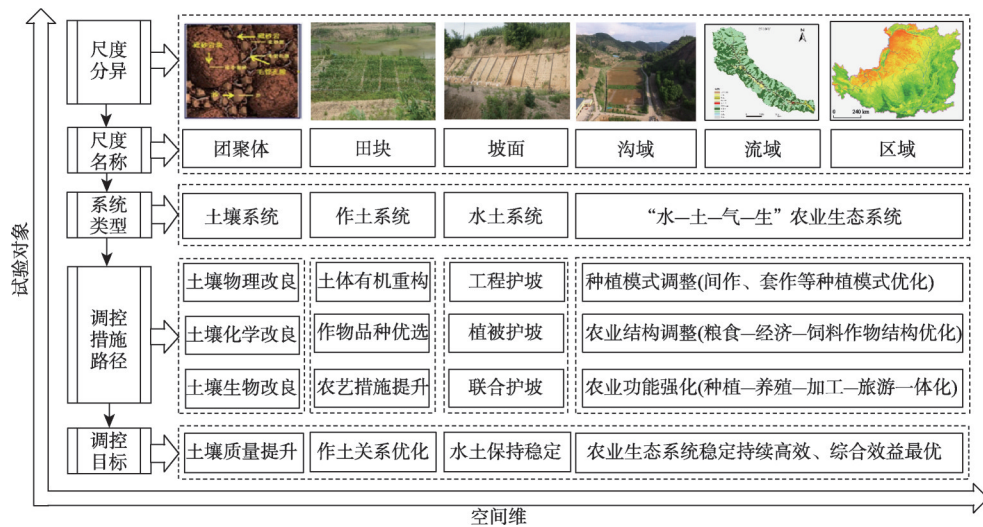 尺度
分异
240 km
尺度
名称
团聚体
田块
坡面
沟域
流域
区域
系统
类型
土壤系统
作土系统
水土系统
“水—土—气—生”农业生态系统
试验对象
调控
措施
路径
土壤物理改良
土体有机重构
工程护坡
种植模式调整(间作、套作等种植模式优化)
土壤化学改良
作物品种优选
植被护坡
农业结构调整(粮食—经济—饲料作物结构优化)
土壤生物改良
农艺措施提升
联合护坡
农业功能强化(种植—养殖—加工—旅游一体化)
调控
目标
土壤质量提升
作土关系优化
水土保持稳定
农业生态系统稳定持续高效、综合效益最优
空间维